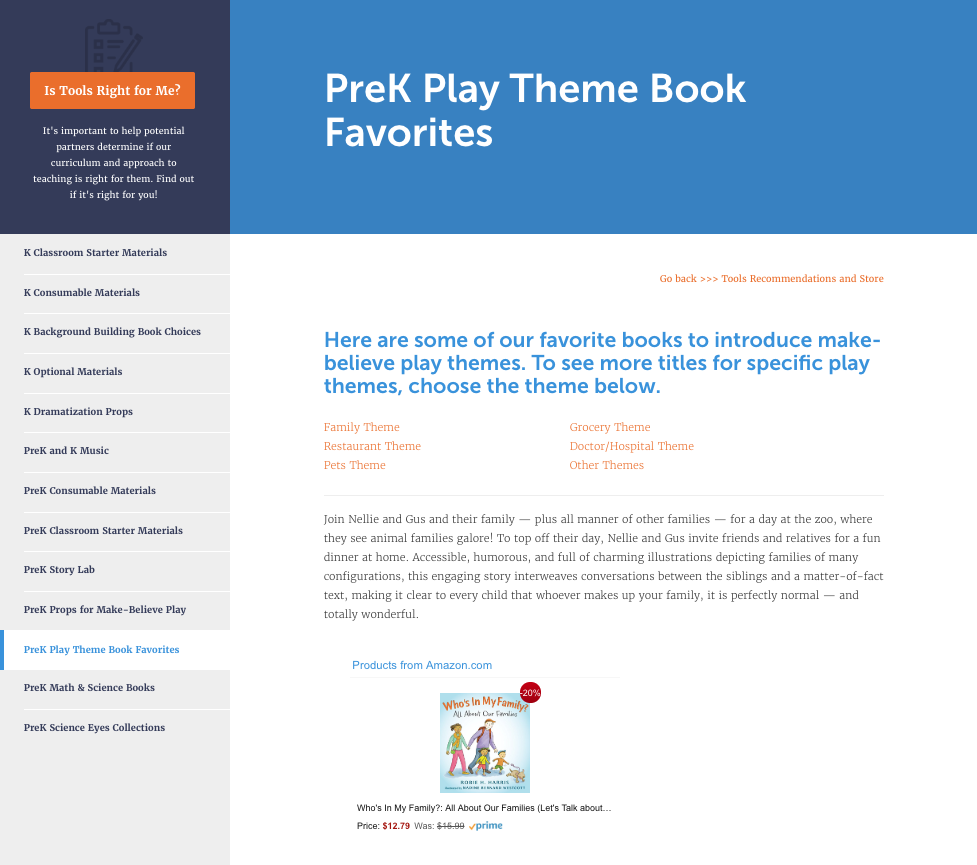 Is Tools Right for Me?
It's important to help potential
partners determine if our
curriculum and approach to
teaching is right for them. Find out
if it's right for you!
K Classroom Starter Materials
K Consumable Materials
K Background Building Book Choices
K Optional Materials
K Dramatization Props
PreK and K Music
PreK Consumable Materials
PreK Classroom Starter Materials
PreK Story Lab
PreK Props for Make-Believe Play
PreK Play Theme Book Favorites
PreK Math & Science Books
PreK Science Eyes Collections
PreK Play Theme Book
Favorites
Go back >>> Tools Recommendations and Store
Here are some of our favorite books to introduce make-
believe play themes. To see more titles for specific play
themes, choose the theme below.
Family Theme
Restaurant Theme
Pets Theme
Grocery Theme
Doctor/Hospital Theme
Other Themes
Join Nellie and Gus and their family — plus all manner of other families — for a day at the zoo, where
they see animal families galore! To top off their day, Nellie and Gus invite friends and relatives for a fun
dinner at home. Accessible, humorous, and full of charming illustrations depicting families of many
configurations, this engaging story interweaves conversations between the siblings and a matter-of-fact
text, making it clear to every child that whoever makes up your family, it is perfectly normal — and
totally wonderful.
Products from Amazon.com
-20%
Who's In My Family?
All About Our Families
ROBIE H. HARRIS
Who's In My Family?: All About Our Families (Let's Talk about...
Price: $12.79 Was: $15.99 prime